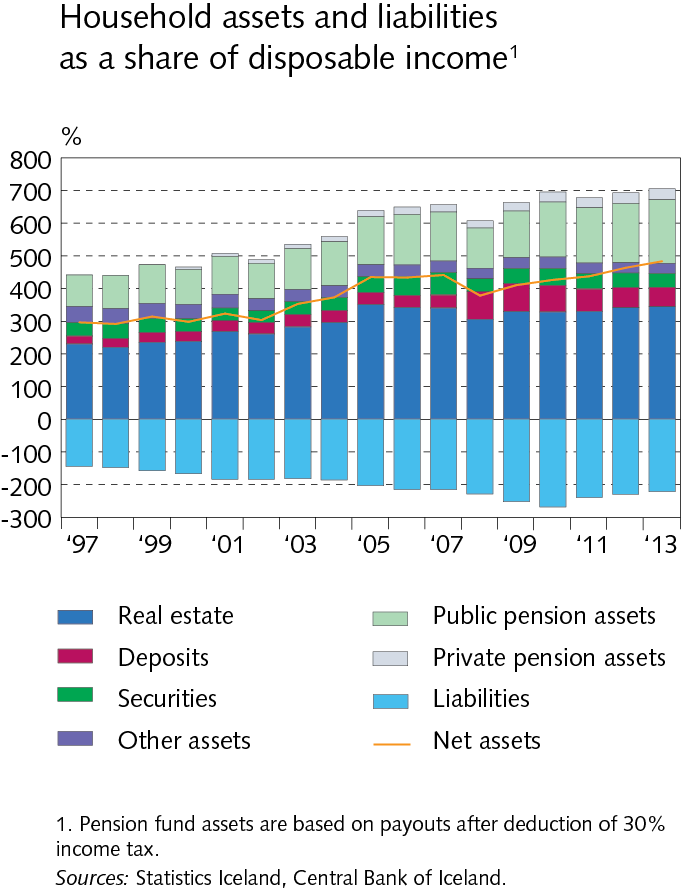 Household assets and liabilities
as a share of disposable income¹
%
800
700
600
500
400
300
200
100
0
-100
-200
-300
‘97 ‘99 ‘01 ‘03 ‘05 ‘07 ‘09 ‘11 ‘13
Real estate
Deposits
Securities
Other assets
Public pension assets
Private pension assets
Liabilities
Net assets
1. Pension fund assets are based on payouts after deduction of 30%
income tax.
Sources: Statistics Iceland, Central Bank of Iceland.